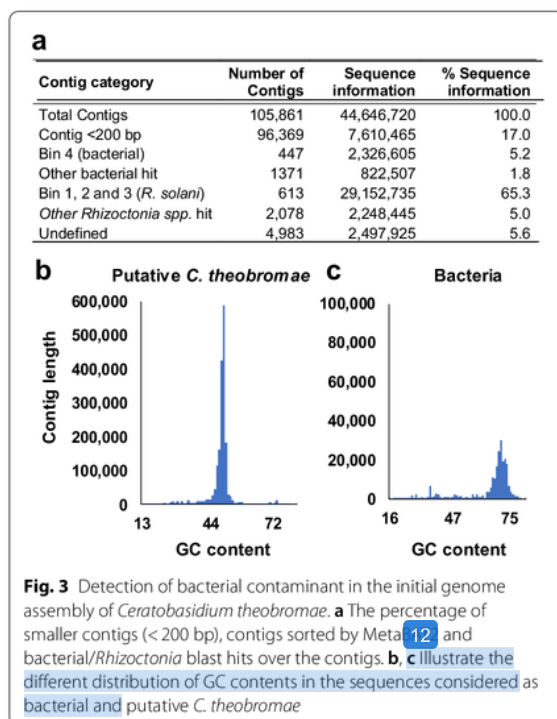 a
Contig category Number of Contigs Sequence information % Sequence information
Total Contigs 105,861 44,646,720 100.0
Contig <200 bp 96,369 7,610,465 17.0
Bin 4 (bacterial) 447 2,326,605 5.2
Other bacterial hit 1371 822,507 1.8
Bin 1, 2 and 3 (R. solani) 613 29,152,735 65.3
Other Rhizoctonia spp. hit 2,078 2,248,445 5.0
Undefined 4,983 2,497,925 5.6
b Putative C. theobromae
600,000
500,000
400,000
300,000
200,000
100,000
0
Contig length
13 44 72
GC content
c Bacteria
100,000
80,000
60,000
40,000
20,000
0
16 47 75
GC content
Fig. 3 Detection of bacterial contaminant in the initial genome
assembly of Ceratobasidium theobromae. a The percentage of
smaller contigs (< 200 bp), contigs sorted by 12 and
bacterial/Rhizoctonia blast hits over the contigs. b, c Illustrate the
different distribution of GC contents in the sequences considered as
bacterial and putative C. theobromae